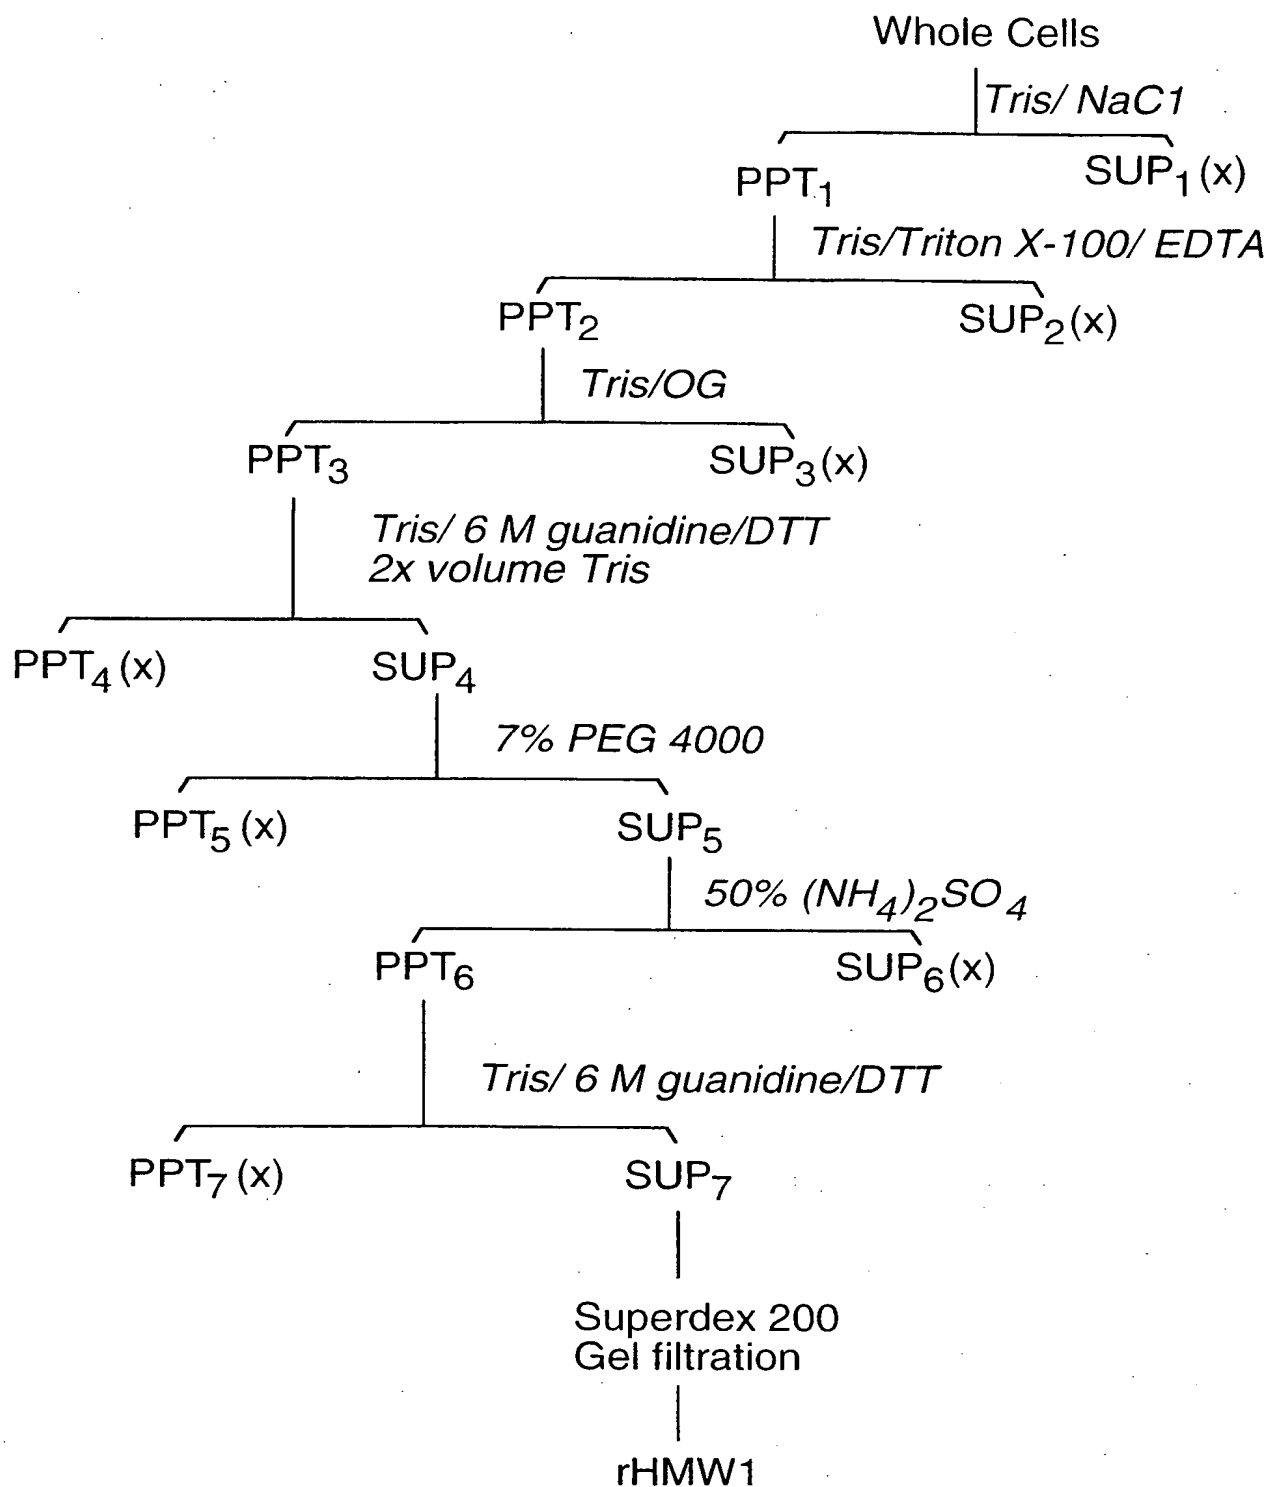 Whole Cells
Tris/ NaC1
PPT1
SUP1(x)
Tris/Triton X-100/ EDTA
PPT2
SUP2(x)
Tris/OG
PPT3
SUP3(x)
Tris/ 6 M guanidine/DTT
2x volume Tris
PPT4(x)
SUP4
7% PEG 4000
PPT5(x)
SUP5
50% (NH4)2SO4
PPT6
SUP6(x)
Tris/ 6 M guanidine/DTT
PPT7(x)
SUP7
Superdex 200
Gel filtration
rHMW1